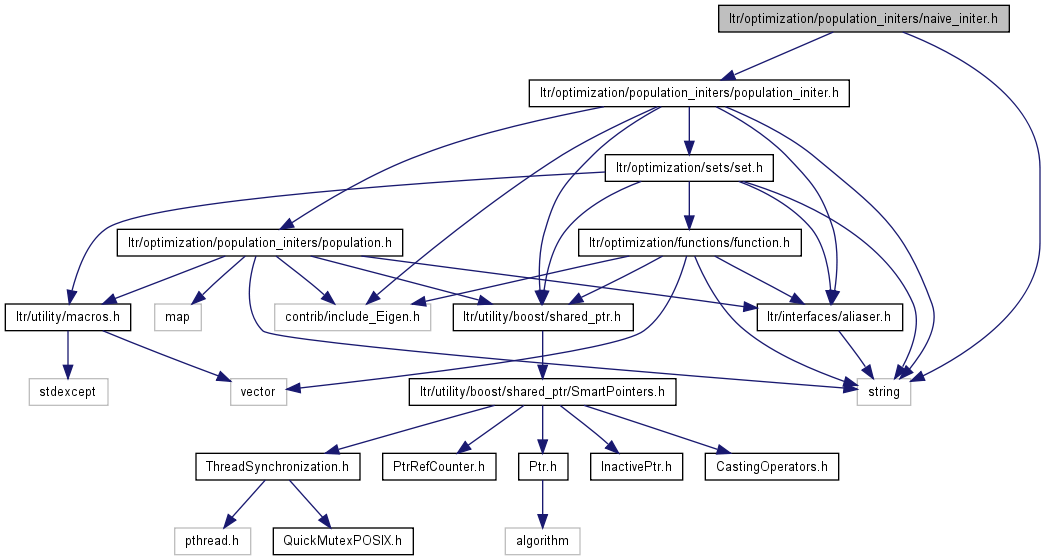 ltr/optimization/population_initers/naive_initer.h
ltr/optimization/population_initers/population_initer.h
ltr/optimization/sets/set.h
ltr/optimization/population_initers/population.h
ltr/optimization/functions/function.h
ltr/utility/macros.h
map
contrib/include_Eigen.h
ltr/utility/boost/shared_ptr.h
ltr/interfaces/aliaser.h
stdexcept
vector
ltr/utility/boost/shared_ptr/SmartPointers.h
string
ThreadSynchronization.h
PtrRefCounter.h
Ptr.h
InactivePtr.h
CastingOperators.h
pthread.h
QuickMutexPOSIX.h
algorithm